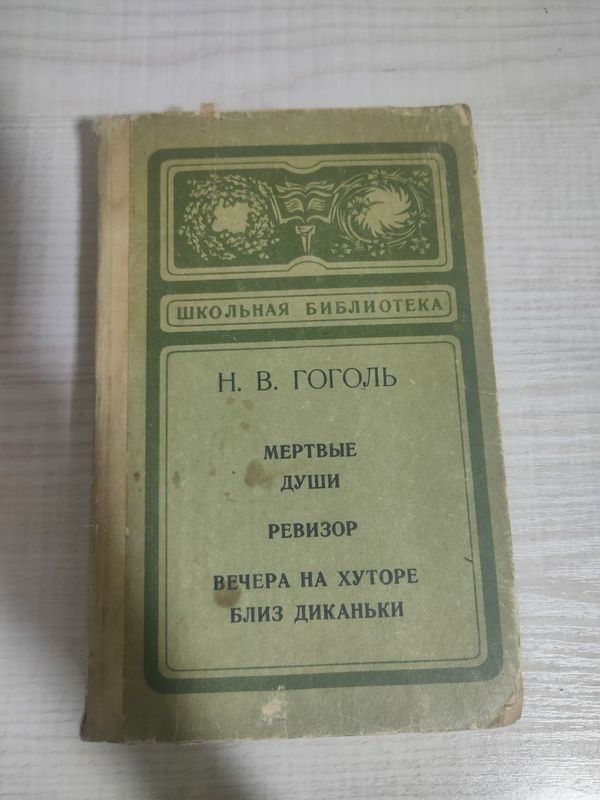 ШКОЛЬНАЯ БИБЛИОТЕКА
Н. В. ГОГОЛЬ
МЕРТВЫЕ
ДУШИ
РЕВИЗОР
ВЕЧЕРА НА ХУТОРЕ
БЛИЗ ДИКАНЬКИ